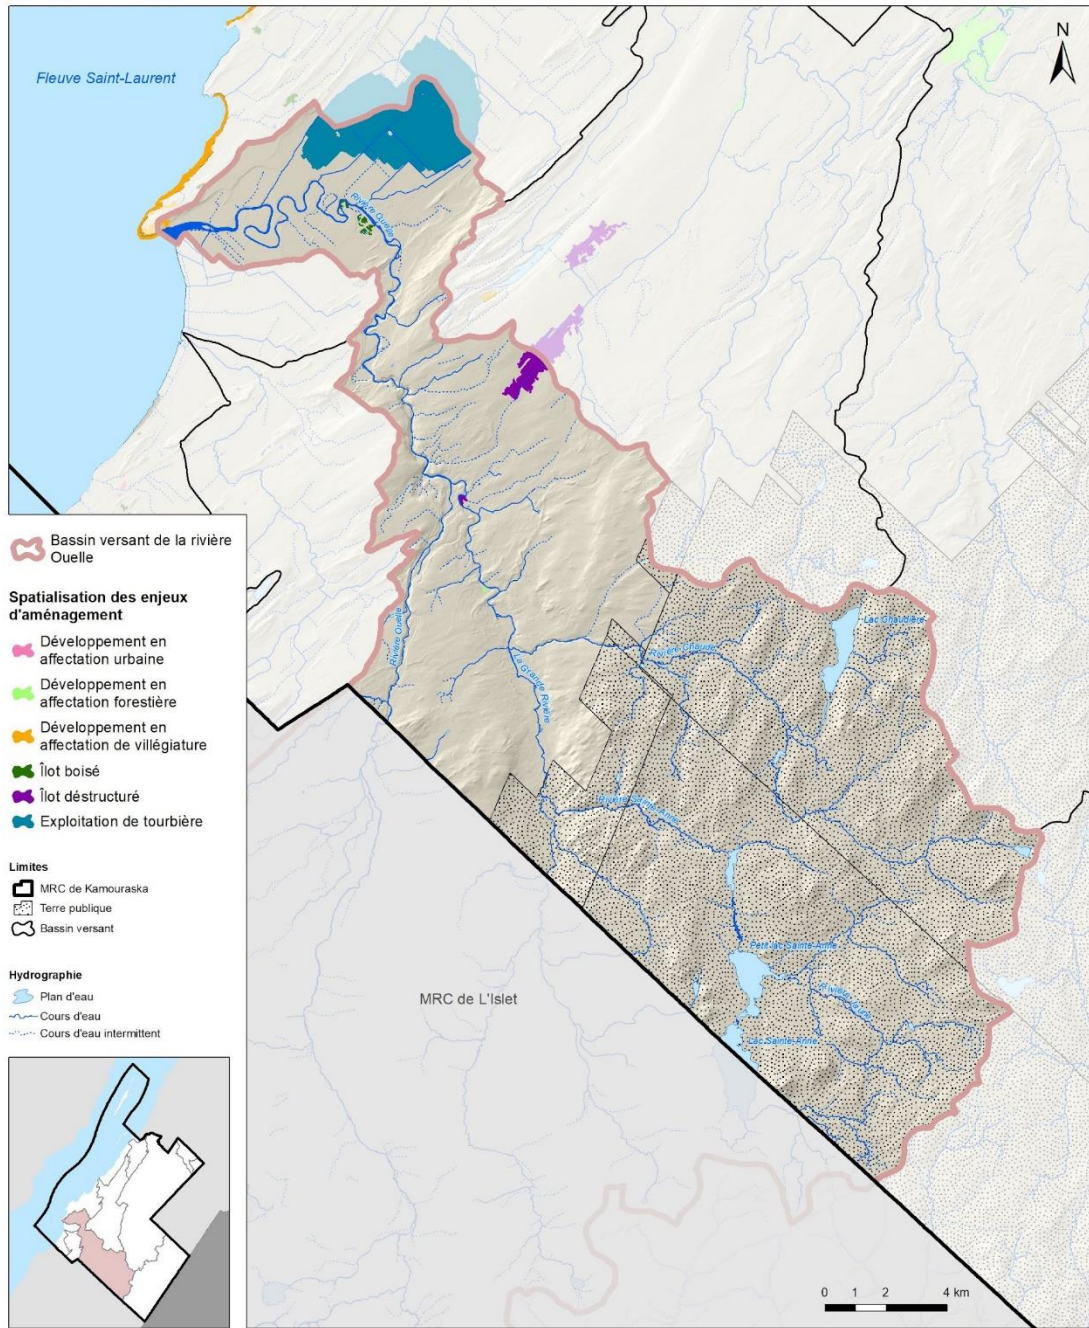 N
Fleuve Saint-Laurent
Rivière Ouelle
Lac Chaudière
Rivière Chaude
Rivière Ouelle
La Grande Rivière
Rivière Sainte-Anne
Petit lac Sainte-Anne
Lac Sainte-Anne
MRC de L'Islet
Bassin versant de la rivière
Ouelle
Spatialisation des enjeux
d'aménagement
Développement en
affectation urbaine
Développement en
affectation forestière
Développement en
affectation de villégiature
Îlot boisé
Îlot déstructuré
Exploitation de tourbière
Limites
MRC de Kamouraska
Terre publique
Bassin versant
Hydrographie
Plan d'eau
Cours d'eau
Cours d'eau intermittent
0 1 2 4 km